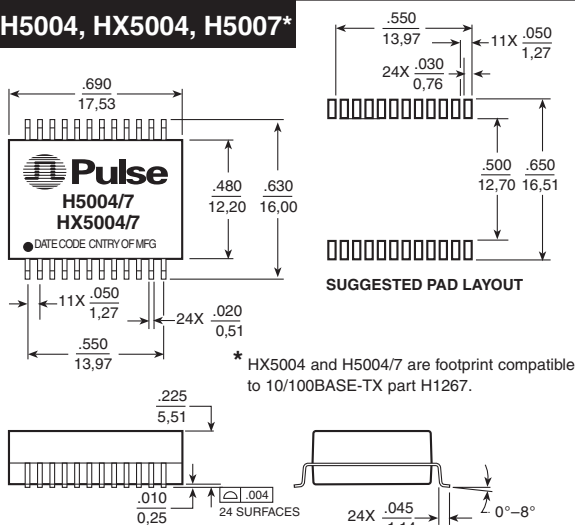 H5004, HX5004, H5007*
.690
17,53
Pulse
H5004/7
HX5004/7
DATE CODE CNTRY OF MFG
.480
12,20
.630
16,00
11X .050
1,27
24X .020
0,51
.550
13,97
.550
13,97
11X .050
1,27
24X .030
0,76
.500
12,70
.650
16,51
SUGGESTED PAD LAYOUT
* HX5004 and H5004/7 are footprint compatible
to 10/100BASE-TX part H1267.
.225
5,51
.010
0,25
.004
24 SURFACES
24X .045
0°–8°